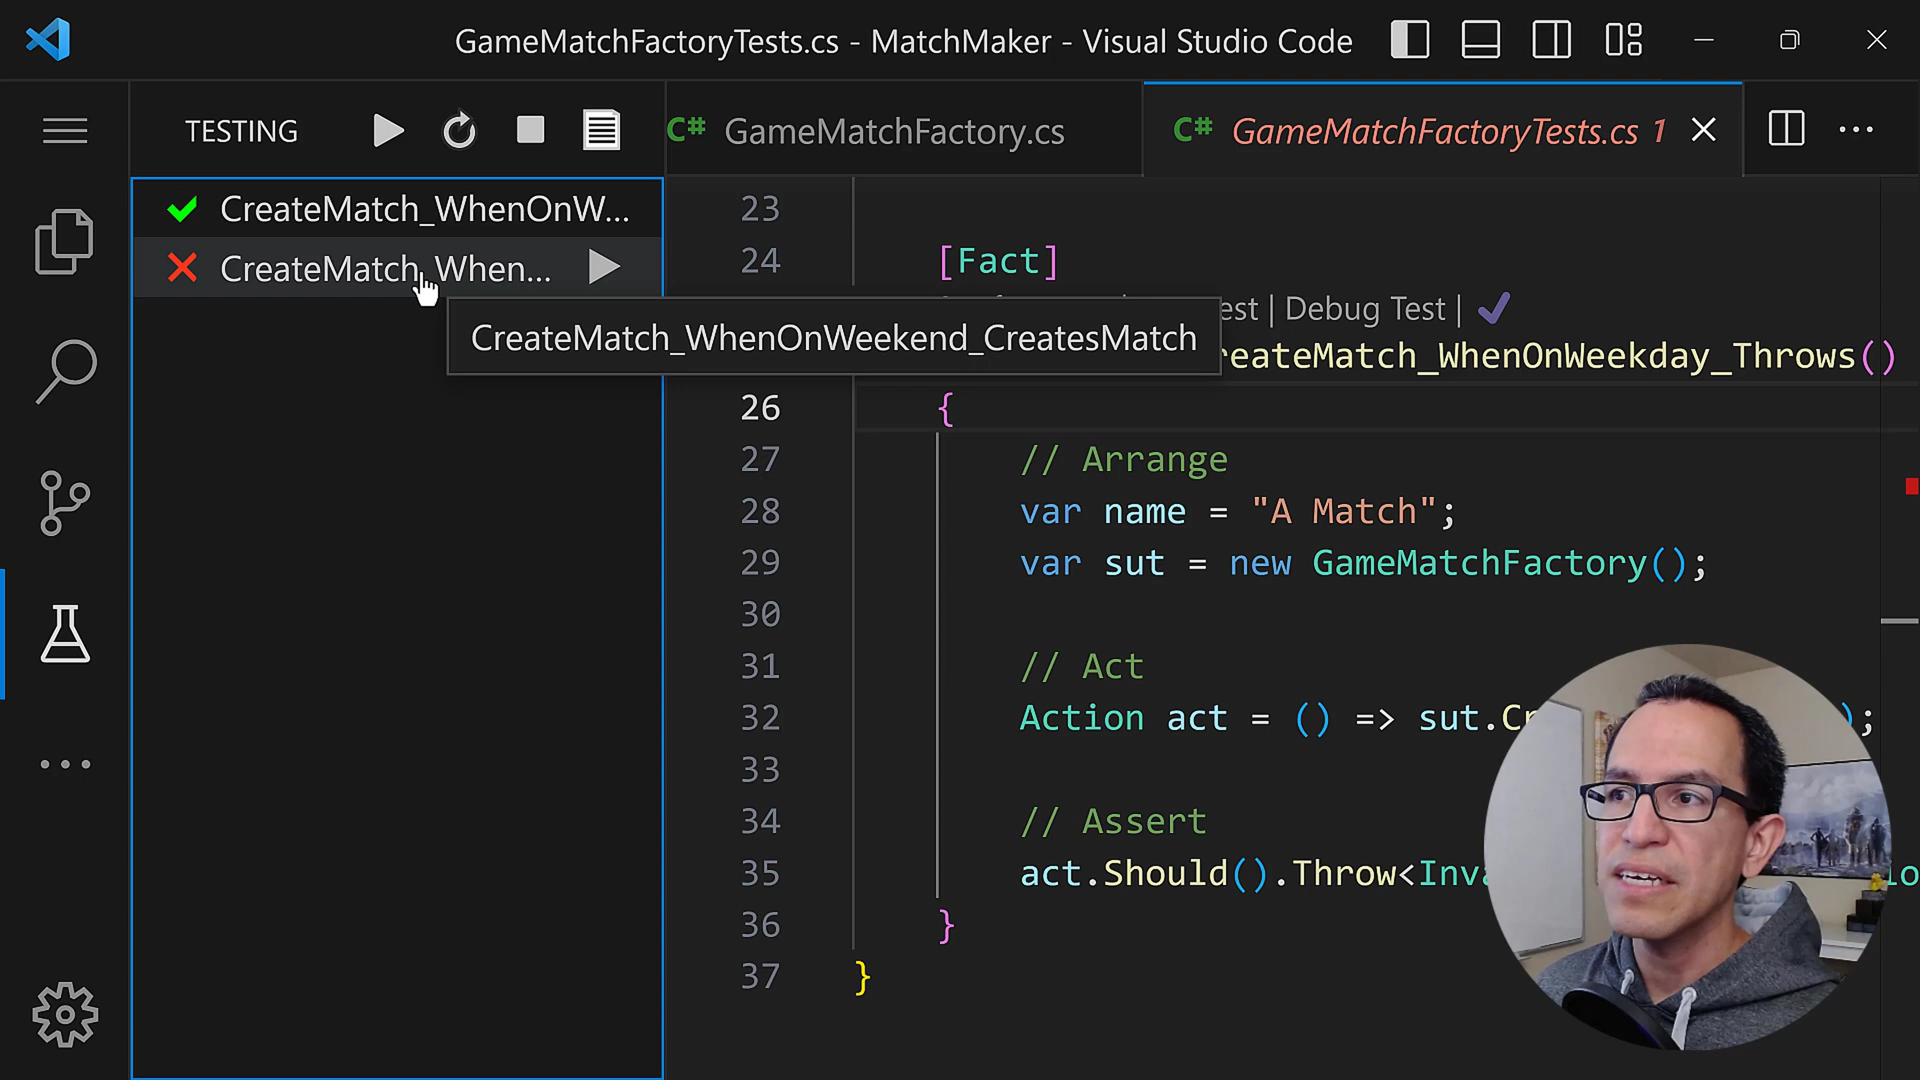 GameMatchFactoryTests.cs - MatchMaker - Visual Studio Code
TESTING
C# GameMatchFactory.cs
C# GameMatchFactoryTests.cs 1
CreateMatch_WhenOnW...
CreateMatch_When...
CreateMatch_WhenOnWeekend_CreatesMatch
23
24 [Fact]
est | Debug Test |
reateMatch_WhenOnWeekday_Throws()
26 {
27 // Arrange
28 var name = "A Match";
29 var sut = new GameMatchFactory();
30
31 // Act
32 Action act = () => sut.Cr );
33
34 // Assert
35 act.Should().Throw<Inva io
36 }
37 }